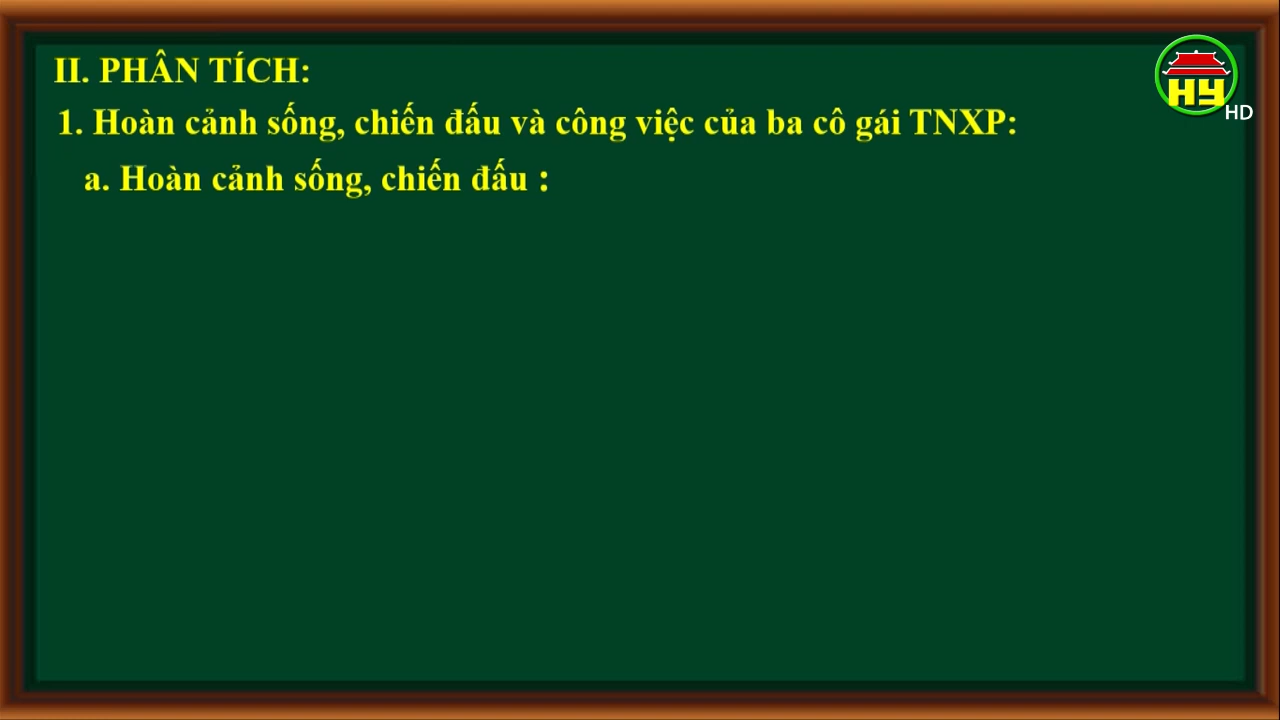 II. PHÂN TÍCH:
1. Hoàn cảnh sống, chiến đấu và công việc của ba cô gái TNXP:
a. Hoàn cảnh sống, chiến đấu :
HY HD